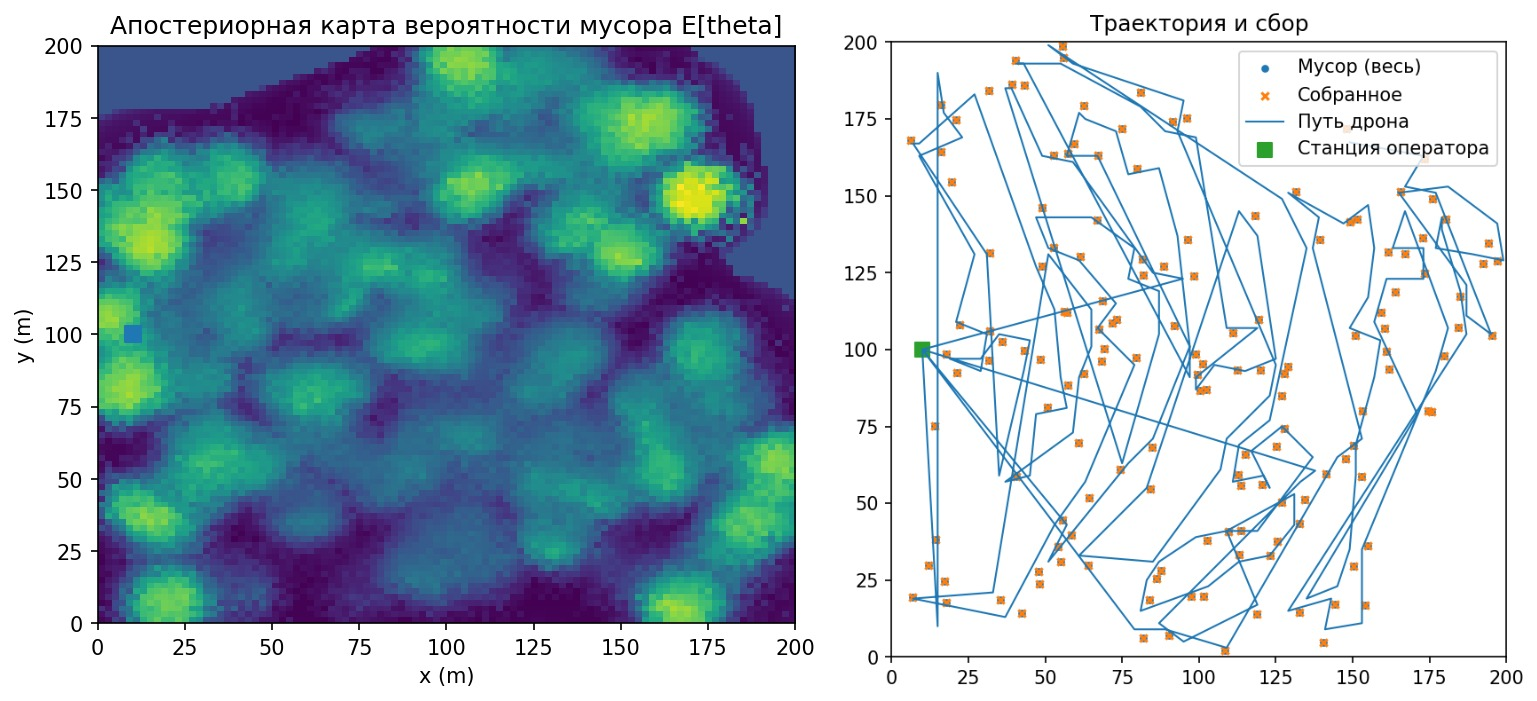 Апостериорная карта вероятности мусора E[theta]
200
175
150
125
100
75
50
25
0
y (m)
0 25 50 75 100 125 150 175 200
x (m)
Траектория и сбор
Мусор (весь)
Собранное
Путь дрона
Станция оператора
200
175
150
125
100
75
50
25
0
0 25 50 75 100 125 150 175 200